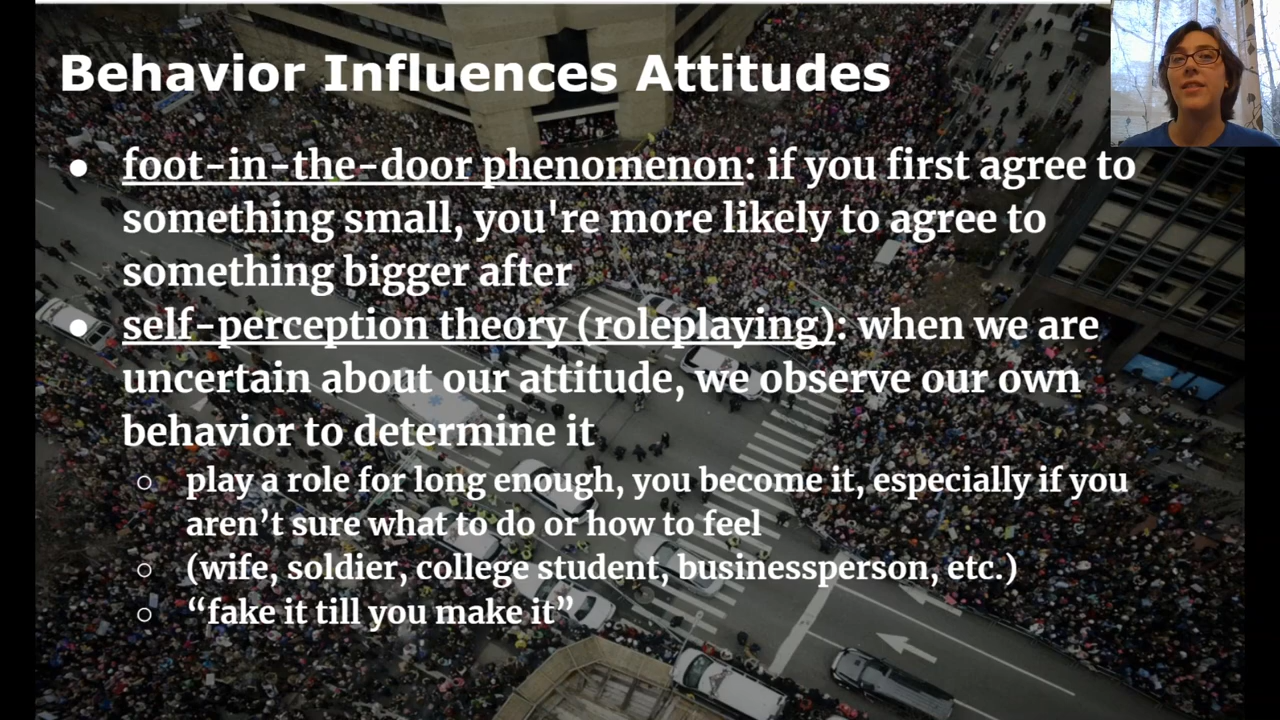 Behavior Influences Attitudes
● foot-in-the-door phenomenon: if you first agree to
something small, you're more likely to agree to
something bigger after
● self-perception theory (roleplaying): when we are
uncertain about our attitude, we observe our own
behavior to determine it
○ play a role for long enough, you become it, especially if you
aren’t sure what to do or how to feel
○ (wife, soldier, college student, businessperson, etc.)
○ “fake it till you make it”